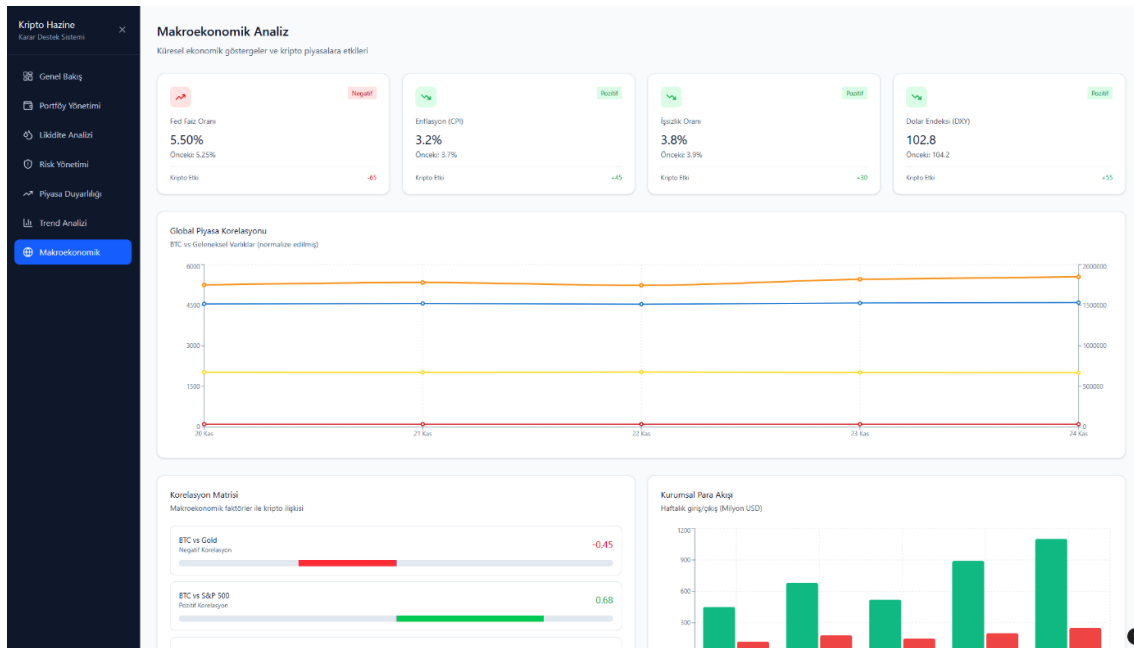 Kripto Hazine
Karar Destek Sistemi
Genel Bakış
Portföy Yönetimi
Likidite Analizi
Risk Yönetimi
Piyasa Duyarlılığı
Trend Analizi
Makroekonomik
Makroekonomik Analiz
Küresel ekonomik göstergeler ve kripto piyasalara etkileri
Negatif
Fed Faiz Oranı
5.50%
Önceki: 5.25%
Kripto Etki
-65
Pozitif
Enflasyon (CPI)
3.2%
Önceki: 3.7%
Kripto Etki
+45
Pozitif
İşsizlik Oranı
3.8%
Önceki: 3.9%
Kripto Etki
+30
Pozitif
Dolar Endeksi (DXY)
102.8
Önceki: 104.2
Kripto Etki
+55
Global Piyasa Korelasyonu
BTC vs Geleneksel Varlıklar (normalize edilmiş)
6000
4500
3000
1500
0
2000000
1500000
1000000
500000
0
20 Kas
21 Kas
22 Kas
23 Kas
24 Kas
Korelasyon Matrisi
Makroekonomik faktörler ile kripto ilişkisi
BTC vs Gold
Negatif Korelasyon
-0.45
BTC vs S&P 500
Pozitif Korelasyon
0.68
Kurumsal Para Akışı
Haftalık giriş/çıkış (Milyon USD)
1200
900
600
300